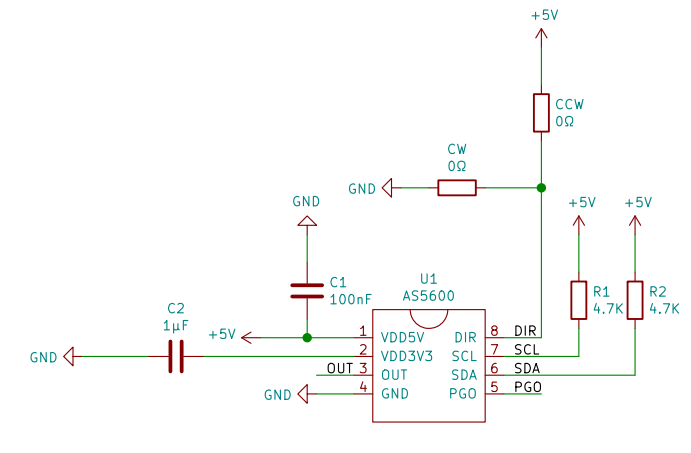 +5V
CCW
0Ω
CW
0Ω
GND
GND
+5V
+5V
C1
100nF
U1
AS5600
R1
4.7K
R2
4.7K
C2
1µF
+5V
GND
1
VDD5V
DIR
8
DIR
2
VDD3V3
SCL
7
SCL
OUT
3
OUT
SDA
6
SDA
GND
4
GND
PGO
5
PGO